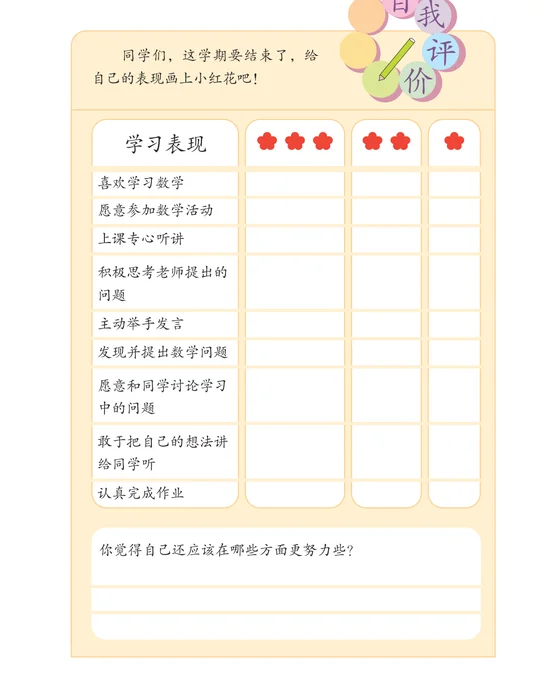 自我评价
同学们，这学期要结束了，给
自己的表现画上小红花吧！
学习表现
喜欢学习数学
愿意参加数学活动
上课专心听讲
积极思考老师提出的
问题
主动举手发言
发现并提出数学问题
愿意和同学讨论学习
中的问题
敢于把自己的想法讲
给同学听
认真完成作业
你觉得自己还应该在哪些方面更努力些？